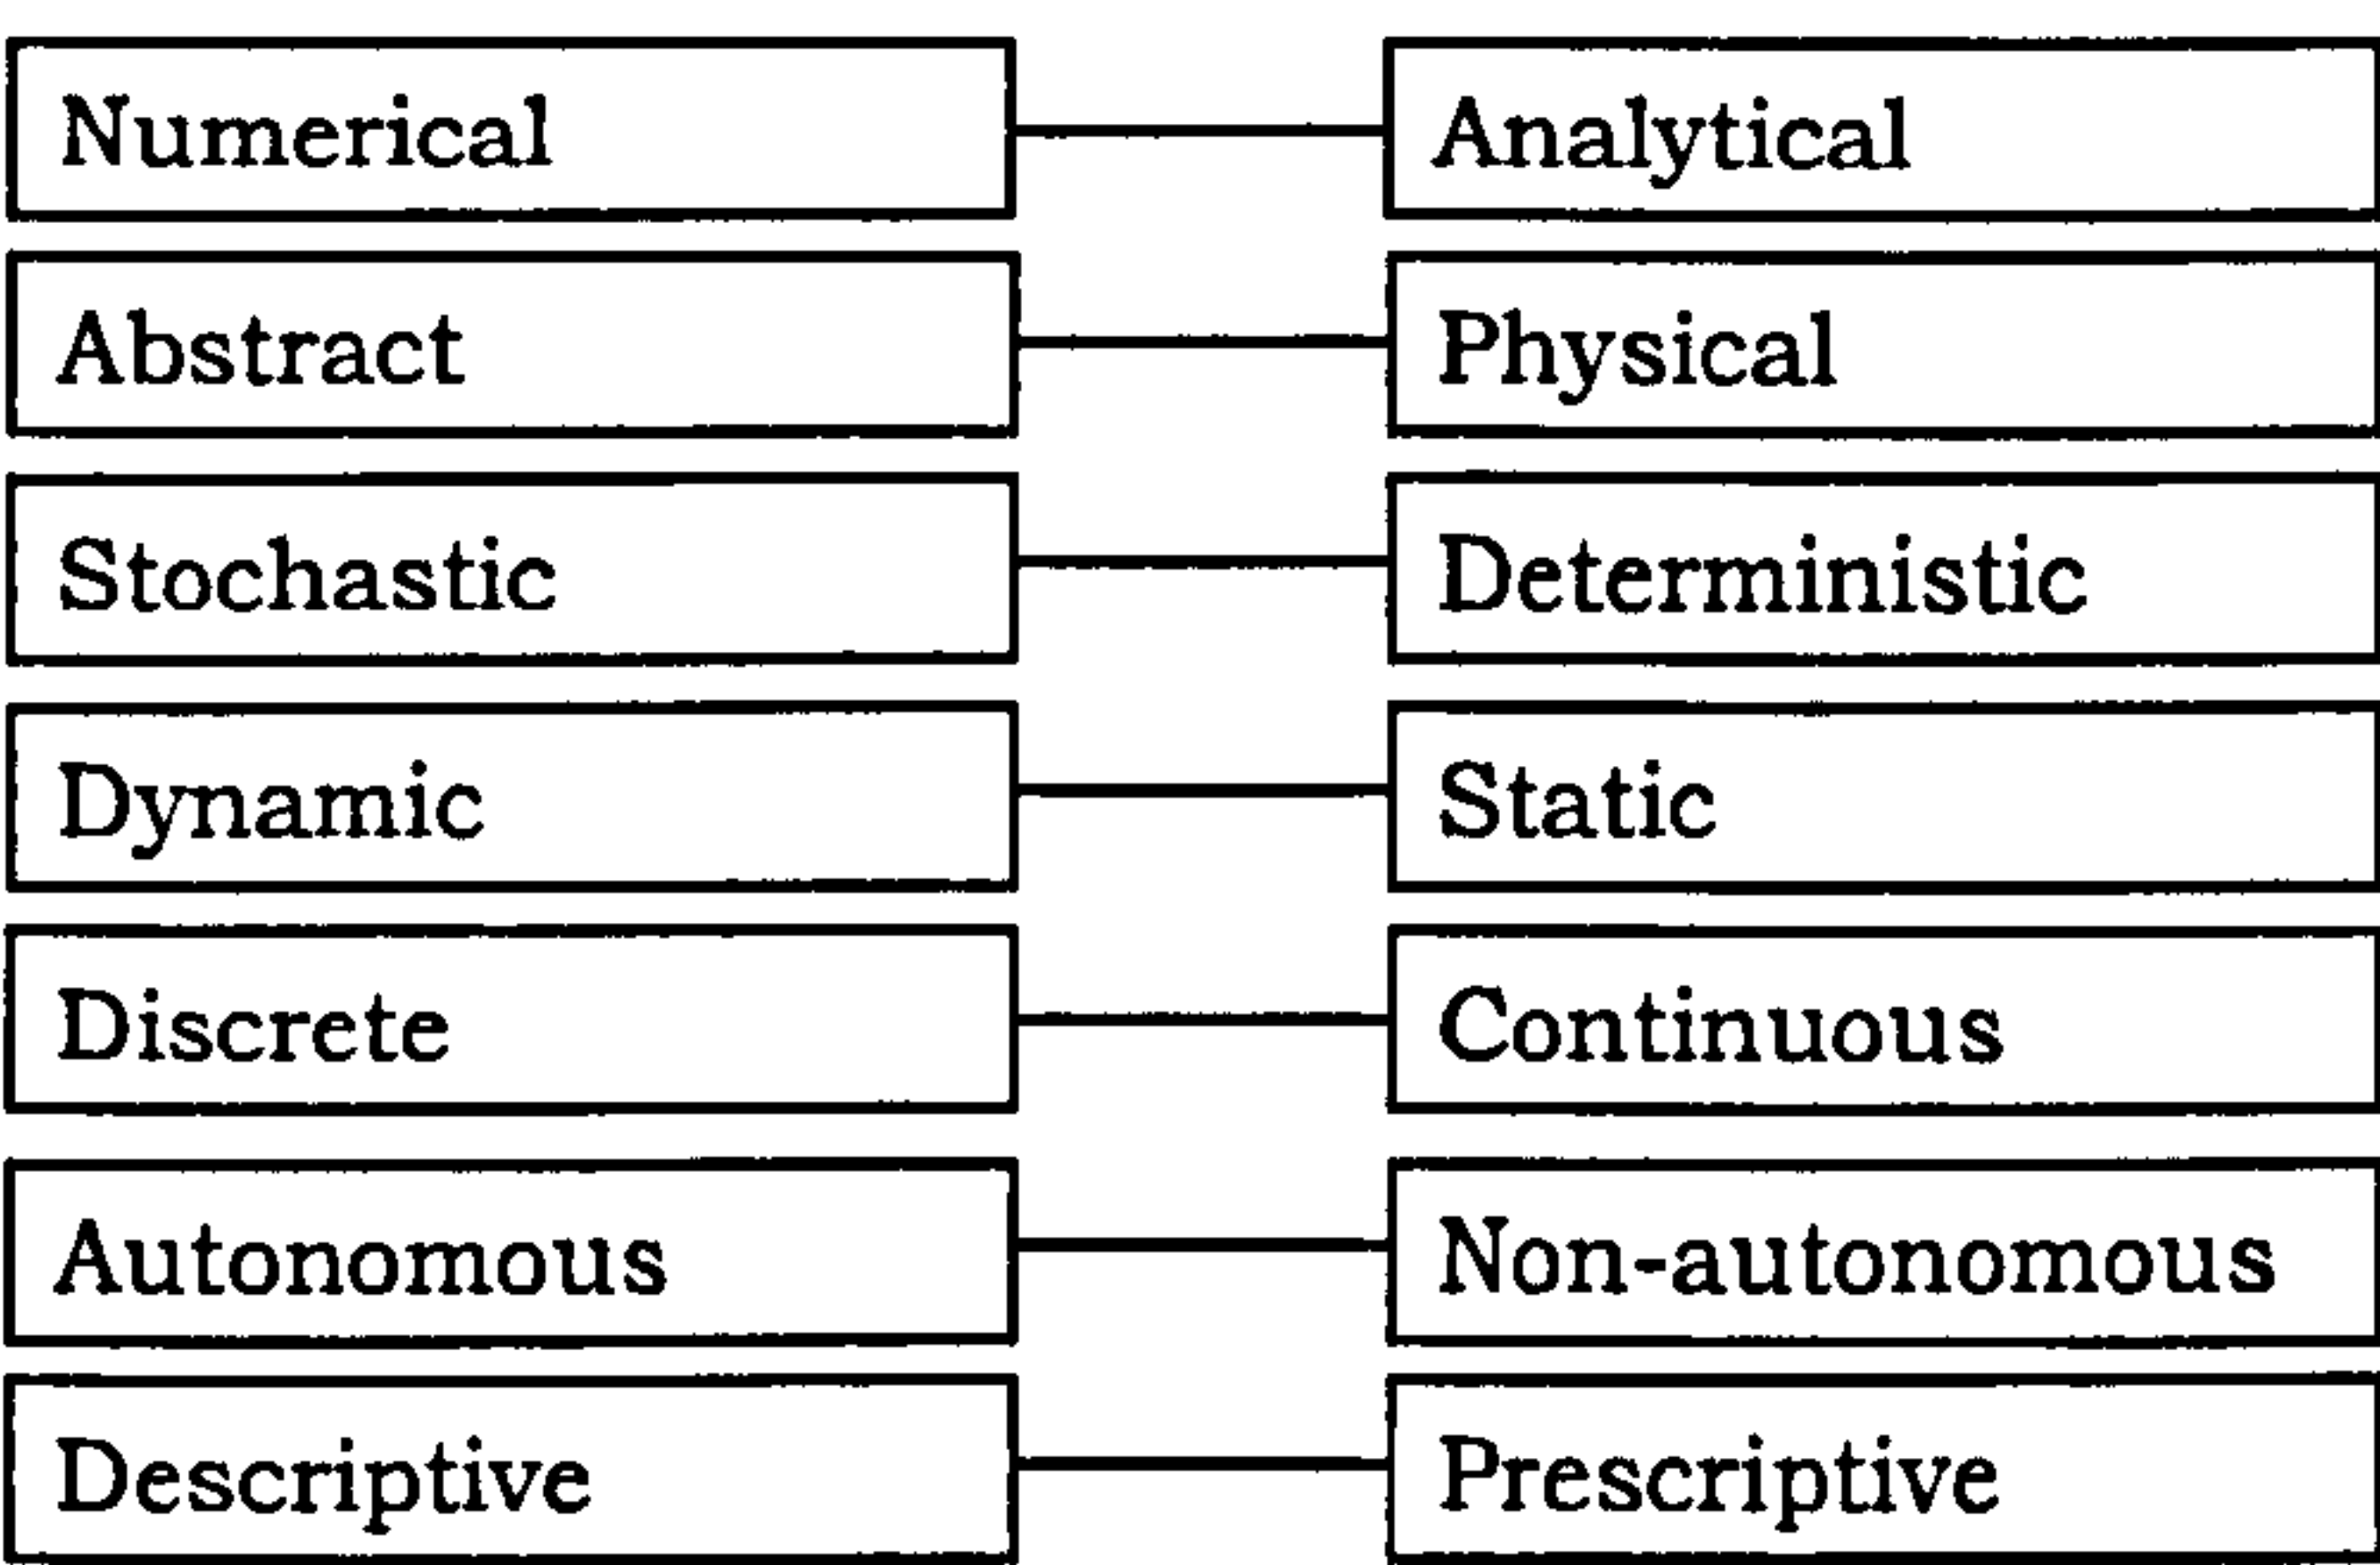 Numerical Analytical
Abstract Physical
Stochastic Deterministic
Dynamic Static
Discrete Continuous
Autonomous Non-autonomous
Descriptive Prescriptive